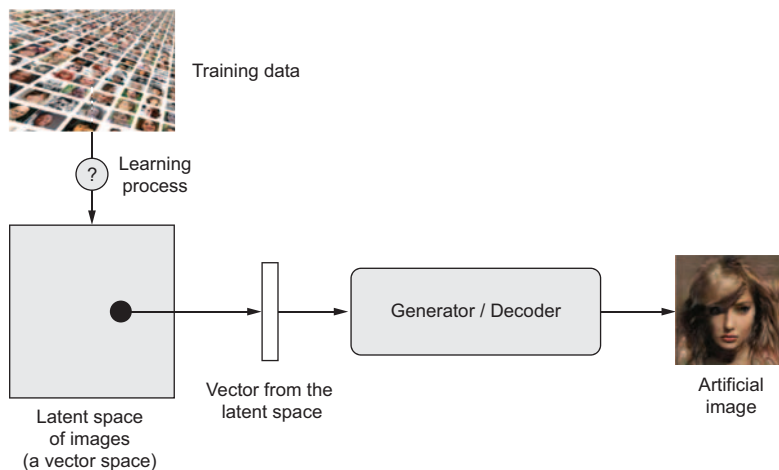 Training data
?
Learning
process
Generator / Decoder
Vector from the
latent space
Artificial
image
Latent space
of images
(a vector space)